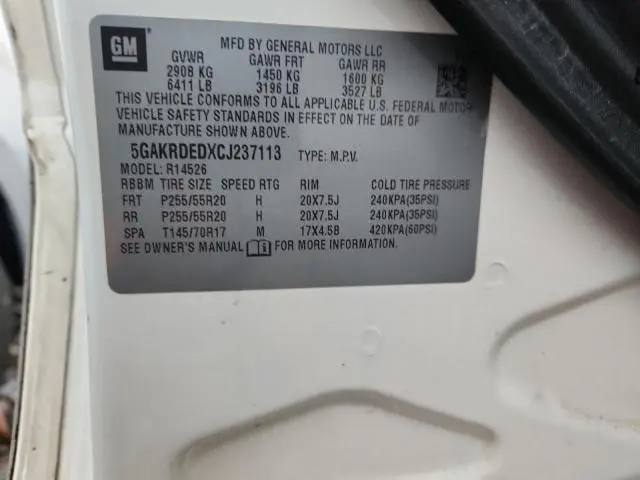 GM
MFD BY GENERAL MOTORS LLC
GVWR GAWR FRT GAWR RR
2908 KG 1450 KG 1600 KG
6411 LB 3196 LB 3527 LB
THIS VEHICLE CONFORMS TO ALL APPLICABLE U.S. FEDERAL MOTOR
VEHICLE SAFETY STANDARDS IN EFFECT ON THE DATE OF
MANUFACTURE SHOWN ABOVE.
5GAKRDEDXCJ237113 TYPE: M.P.V.
MODEL: R14526
RBBM TIRE SIZE SPEED RTG RIM COLD TIRE PRESSURE
FRT P255/55R20 H 20X7.5J 240KPA(35PSI)
RR P255/55R20 H 20X7.5J 240KPA(35PSI)
SPA T145/70R17 M 17X4.5B 420KPA(60PSI)
SEE OWNER'S MANUAL FOR MORE INFORMATION.